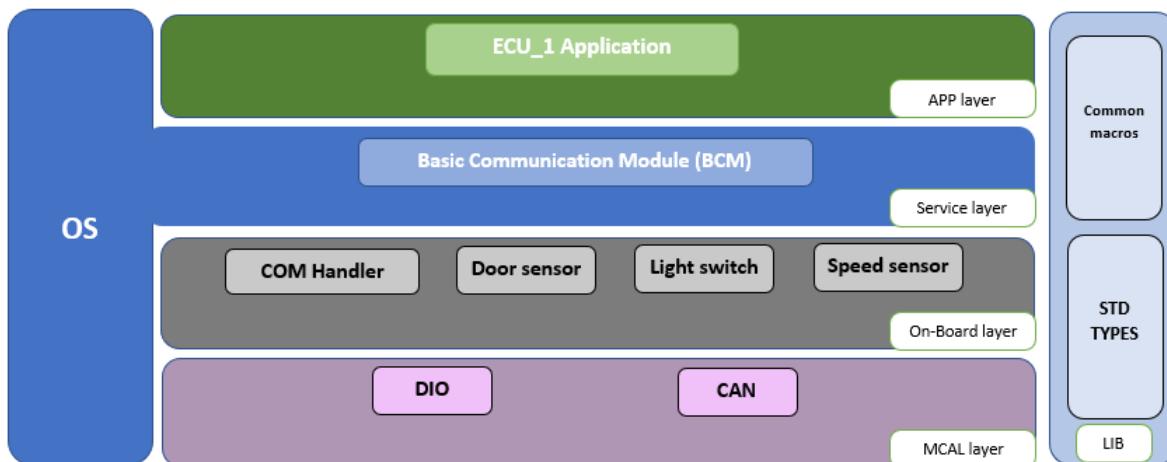 OS
ECU_1 Application
APP layer
Basic Communication Module (BCM)
Service layer
COM Handler
Door sensor
Light switch
Speed sensor
On-Board layer
DIO
CAN
MCAL layer
Common
macros
STD
TYPES
LIB